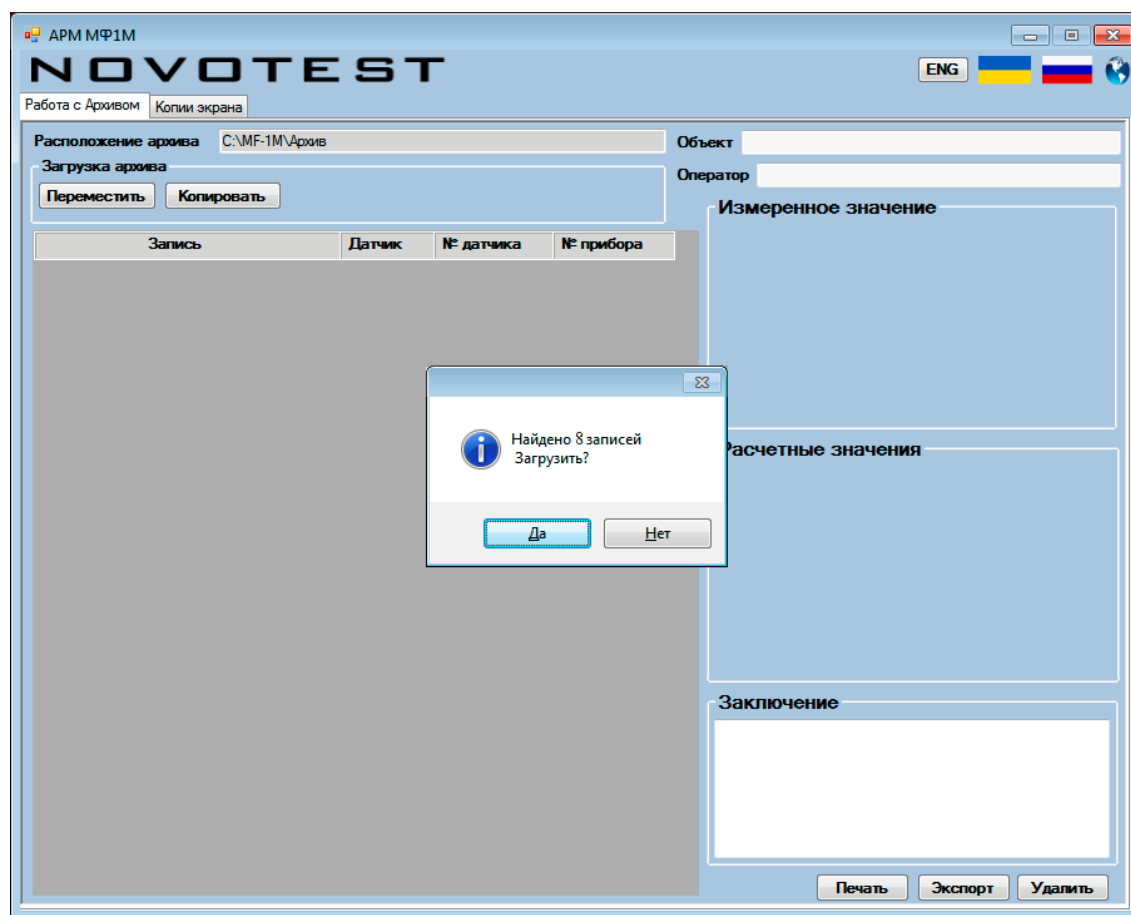 АРМ МФ1М
NOVOTEST
ENG
Работа с Архивом Копии экрана
Расположение архива C:\MF-1M\Архив
Объект
Загрузка архива
Оператор
Переместить Копировать
Измеренное значение
Запись Датчик № датчика № прибора
Найдено 8 записей
Загрузить?
Расчетные значения
Да Нет
Заключение
Печать Экспорт Удалить